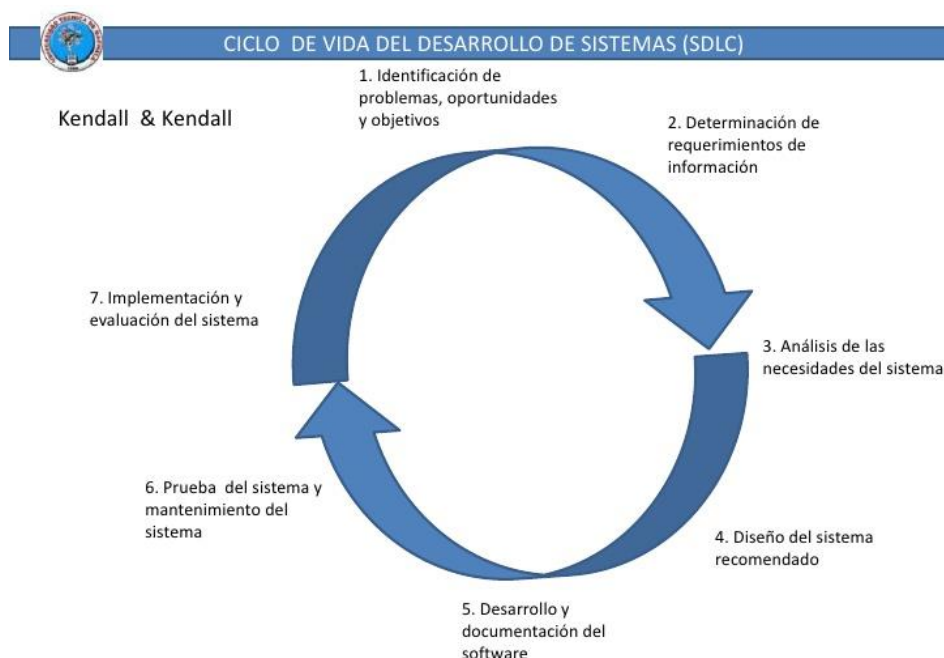 CICLO DE VIDA DEL DESARROLLO DE SISTEMAS (SDLC)
Kendall & Kendall
1. Identificación de
problemas, oportunidades
y objetivos
2. Determinación de
requerimientos de
información
3. Análisis de las
necesidades del sistema
4. Diseño del sistema
recomendado
5. Desarrollo y
documentación del
software
6. Prueba del sistema y
mantenimiento del
sistema
7. Implementación y
evaluación del sistema